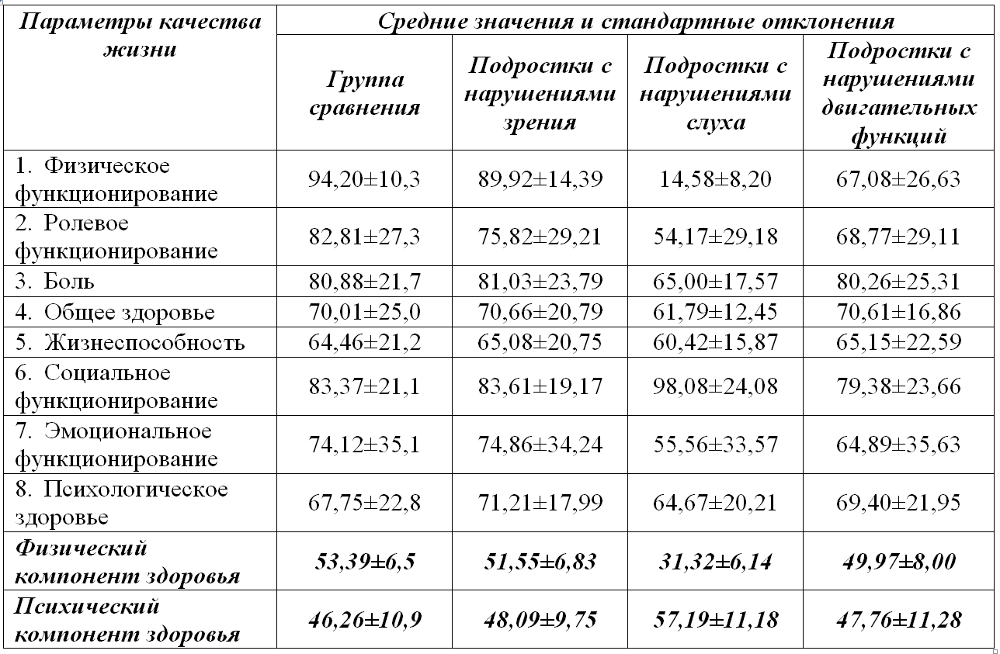 Параметры качества
жизни
Средние значения и стандартные отклонения
Группа
сравнения
Подростки с
нарушениями
зрения
Подростки с
нарушениями
слуха
Подростки с
нарушениями
двигательных
функций
1. Физическое
функционирование
94,20±10,3
89,92±14,39
14,58±8,20
67,08±26,63
2. Ролевое
функционирование
82,81±27,3
75,82±29,21
54,17±29,18
68,77±29,11
3. Боль
80,88±21,7
81,03±23,79
65,00±17,57
80,26±25,31
4. Общее здоровье
70,01±25,0
70,66±20,79
61,79±12,45
70,61±16,86
5. Жизнеспособность
64,46±21,2
65,08±20,75
60,42±15,87
65,15±22,59
6. Социальное
функционирование
83,37±21,1
83,61±19,17
98,08±24,08
79,38±23,66
7. Эмоциональное
функционирование
74,12±35,1
74,86±34,24
55,56±33,57
64,89±35,63
8. Психологическое
здоровье
67,75±22,8
71,21±17,99
64,67±20,21
69,40±21,95
Физический
компонент здоровья
53,39±6,5
51,55±6,83
31,32±6,14
49,97±8,00
Психический
компонент здоровья
46,26±10,9
48,09±9,75
57,19±11,18
47,76±11,28